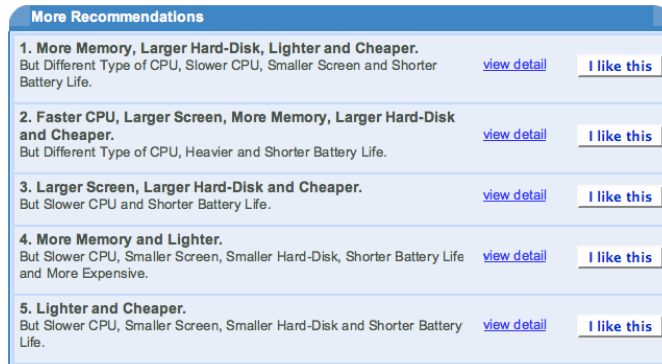 More Recommendations
1. More Memory, Larger Hard-Disk, Lighter and Cheaper.
But Different Type of CPU, Slower CPU, Smaller Screen and Shorter
Battery Life.
view detail
I like this
2. Faster CPU, Larger Screen, More Memory, Larger Hard-Disk
and Cheaper.
But Different Type of CPU, Heavier and Shorter Battery Life.
view detail
I like this
3. Larger Screen, Larger Hard-Disk and Cheaper.
But Slower CPU and Shorter Battery Life.
view detail
I like this
4. More Memory and Lighter.
But Slower CPU, Smaller Screen, Smaller Hard-Disk, Shorter Battery Life
and More Expensive.
view detail
I like this
5. Lighter and Cheaper.
But Slower CPU, Smaller Screen, Smaller Hard-Disk and Shorter Battery
Life.
view detail
I like this